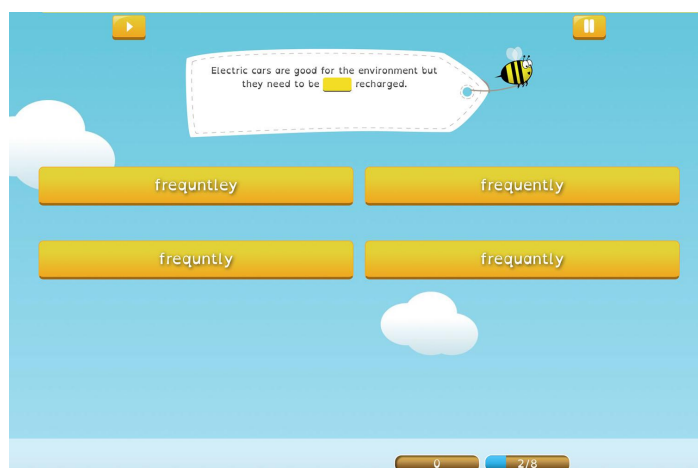 Electric cars are good for the environment but
they need to be recharged.
frequntley
frequently
frequntly
frequantly
0
2/8